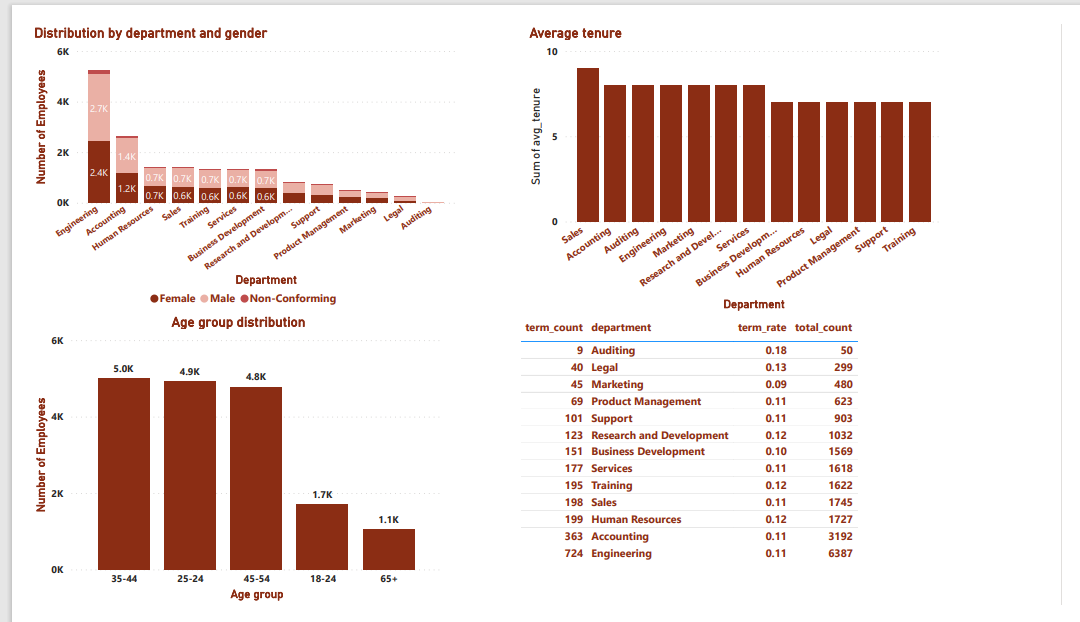 Distribution by department and gender
6K
4K
2K
0K
Number of Employees
2.7K
2.4K
1.4K
1.2K
0.7K
0.7K
0.7K
0.6K
0.7K
0.6K
0.7K
0.6K
0.7K
0.6K
Engineering
Accounting
Human Resources
Sales
Training
Services
Business Development
Research and Developm...
Support
Product Management
Marketing
Legal
Auditing
Department
Female Male Non-Conforming
Age group distribution
6K
4K
2K
0K
Number of Employees
5.0K
4.9K
4.8K
1.7K
1.1K
35-44
25-24
45-54
18-24
65+
Age group
Average tenure
10
5
0
Sum of avg_tenure
Sales
Accounting
Auditing
Engineering
Marketing
Research and Devel...
Services
Business Developm...
Human Resources
Legal
Product Management
Support
Training
Department
term_count department term_rate total_count
9 Auditing 0.18 50
40 Legal 0.13 299
45 Marketing 0.09 480
69 Product Management 0.11 623
101 Support 0.11 903
123 Research and Development 0.12 1032
151 Business Development 0.10 1569
177 Services 0.11 1618
195 Training 0.12 1622
198 Sales 0.11 1745
199 Human Resources 0.12 1727
363 Accounting 0.11 3192
724 Engineering 0.11 6387